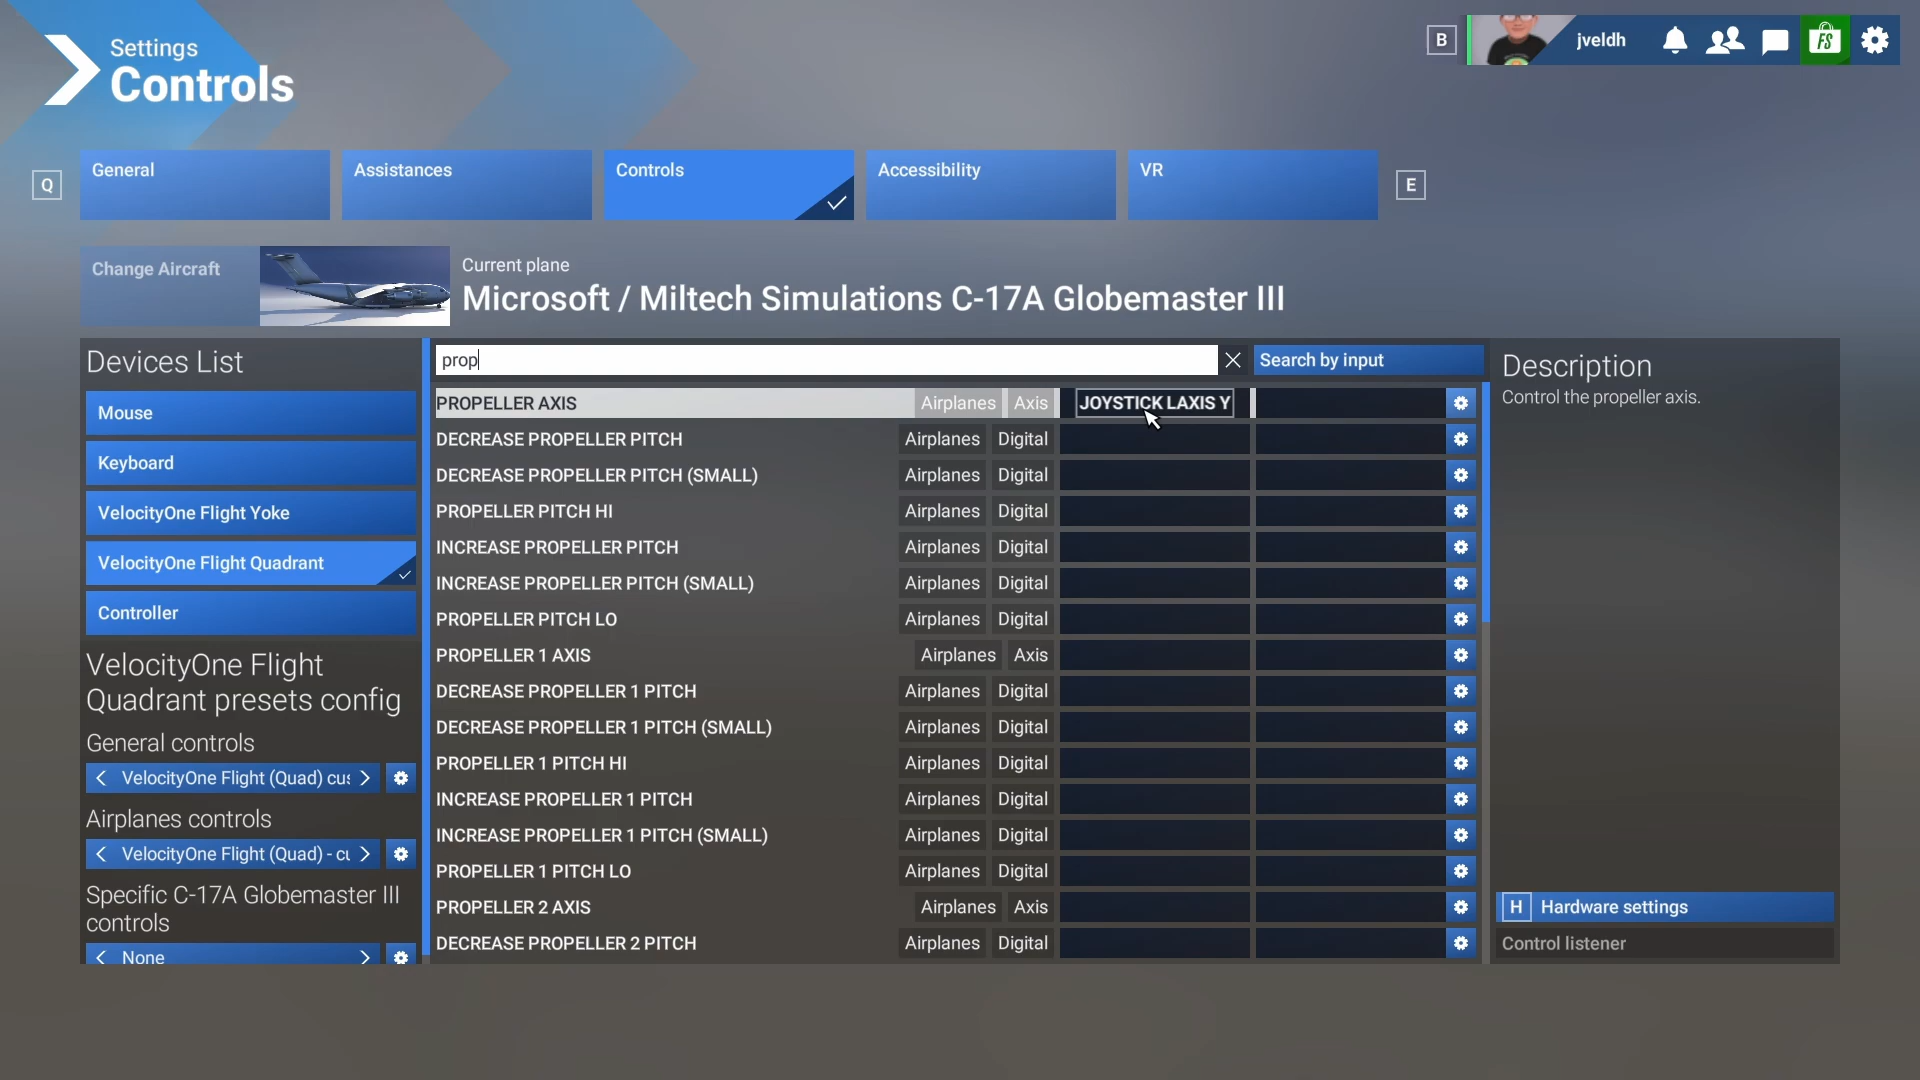 Settings
Controls
B
jveldh
FS
Q
General
Assistances
Controls
Accessibility
VR
E
Change Aircraft
Current plane
Microsoft / Miltech Simulations C-17A Globemaster III
Devices List
Mouse
Keyboard
VelocityOne Flight Yoke
VelocityOne Flight Quadrant
Controller
VelocityOne Flight
Quadrant presets config
General controls
VelocityOne Flight (Quad) cus
Airplanes controls
VelocityOne Flight (Quad) - cu
Specific C-17A Globemaster III
controls
None
prop
Search by input
PROPELLER AXIS Airplanes Axis JOYSTICK LAXIS Y
DECREASE PROPELLER PITCH Airplanes Digital
DECREASE PROPELLER PITCH (SMALL) Airplanes Digital
PROPELLER PITCH HI Airplanes Digital
INCREASE PROPELLER PITCH Airplanes Digital
INCREASE PROPELLER PITCH (SMALL) Airplanes Digital
PROPELLER PITCH LO Airplanes Digital
PROPELLER 1 AXIS Airplanes Axis
DECREASE PROPELLER 1 PITCH Airplanes Digital
DECREASE PROPELLER 1 PITCH (SMALL) Airplanes Digital
PROPELLER 1 PITCH HI Airplanes Digital
INCREASE PROPELLER 1 PITCH Airplanes Digital
INCREASE PROPELLER 1 PITCH (SMALL) Airplanes Digital
PROPELLER 1 PITCH LO Airplanes Digital
PROPELLER 2 AXIS Airplanes Axis
DECREASE PROPELLER 2 PITCH Airplanes Digital
Description
Control the propeller axis.
H Hardware settings
Control listener